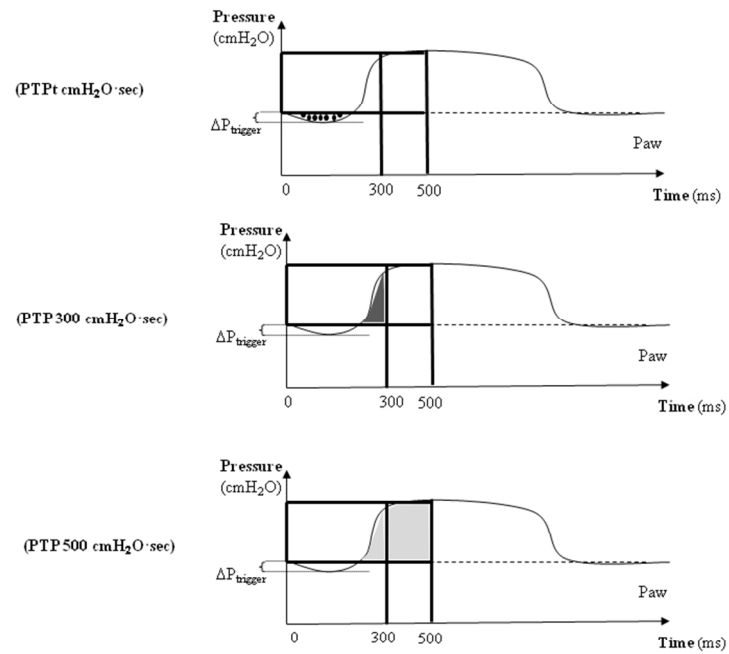 Pressure
(cmH₂O)
(PTPt cmH₂O·sec)
ΔPtrigger
Paw
0 300 500
Time (ms)
Pressure
(cmH₂O)
(PTP 300 cmH₂O·sec)
ΔPtrigger
Paw
0 300 500
Time (ms)
Pressure
(cmH₂O)
(PTP 500 cmH₂O·sec)
ΔPtrigger
Paw
0 300 500
Time (ms)